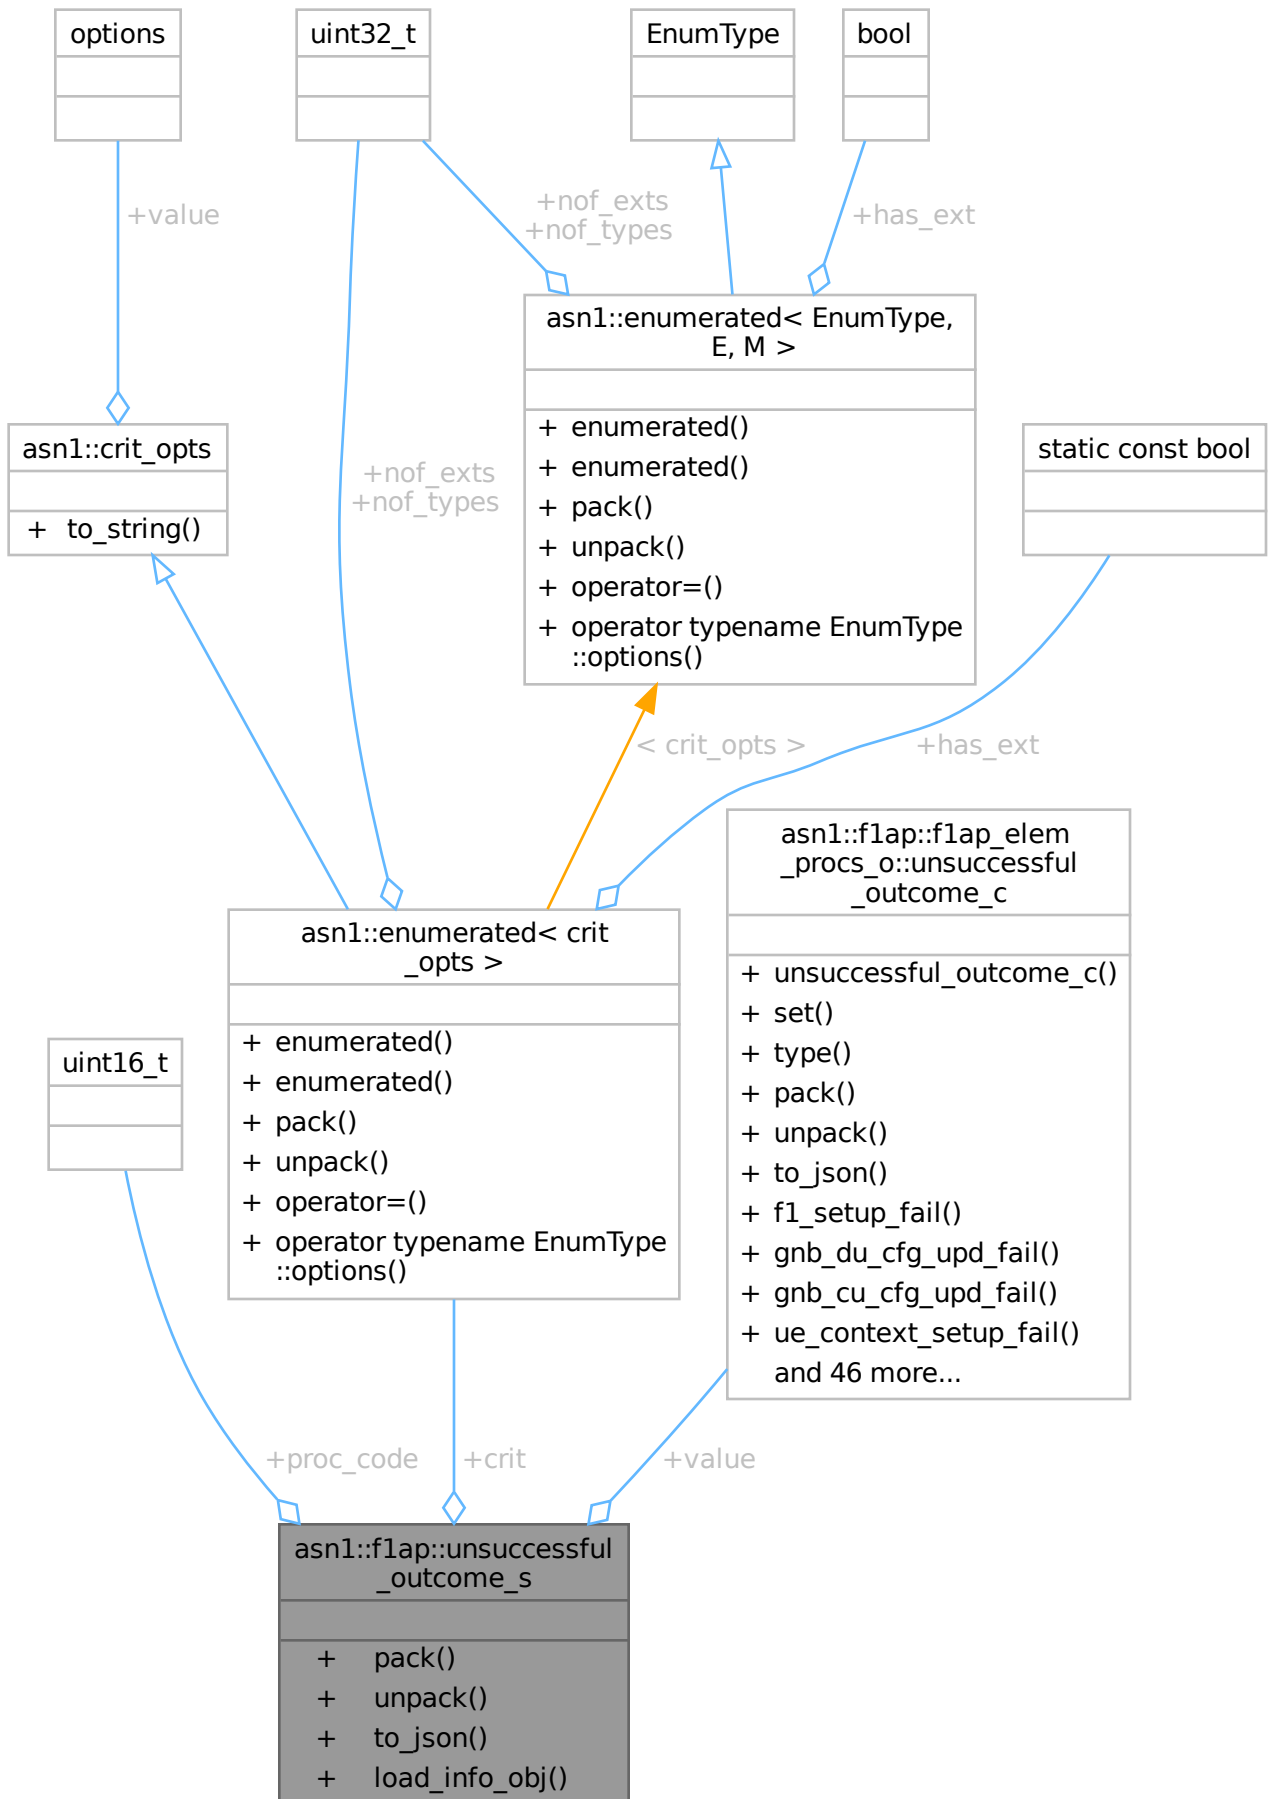 options
uint32_t
EnumType
bool
+value
+nof_exts
+nof_types
+has_ext
asn1::enumerated< EnumType,
E, M >
+ enumerated()
+ enumerated()
+ pack()
+ unpack()
+ operator=()
+ operator typename EnumType
::options()
asn1::crit_opts
+ to_string()
+nof_exts
+nof_types
static const bool
< crit_opts >
+has_ext
asn1::f1ap::f1ap_elem
_procs_o::unsuccessful
_outcome_c
+ unsuccessful_outcome_c()
+ set()
+ type()
+ pack()
+ unpack()
+ to_json()
+ f1_setup_fail()
+ gnb_du_cfg_upd_fail()
+ gnb_cu_cfg_upd_fail()
+ ue_context_setup_fail()
and 46 more...
asn1::enumerated< crit
_opts >
+ enumerated()
+ enumerated()
+ pack()
+ unpack()
+ operator=()
+ operator typename EnumType
::options()
uint16_t
+proc_code
+crit
+value
asn1::f1ap::unsuccessful
_outcome_s
+ pack()
+ unpack()
+ to_json()
+ load_info_obj()